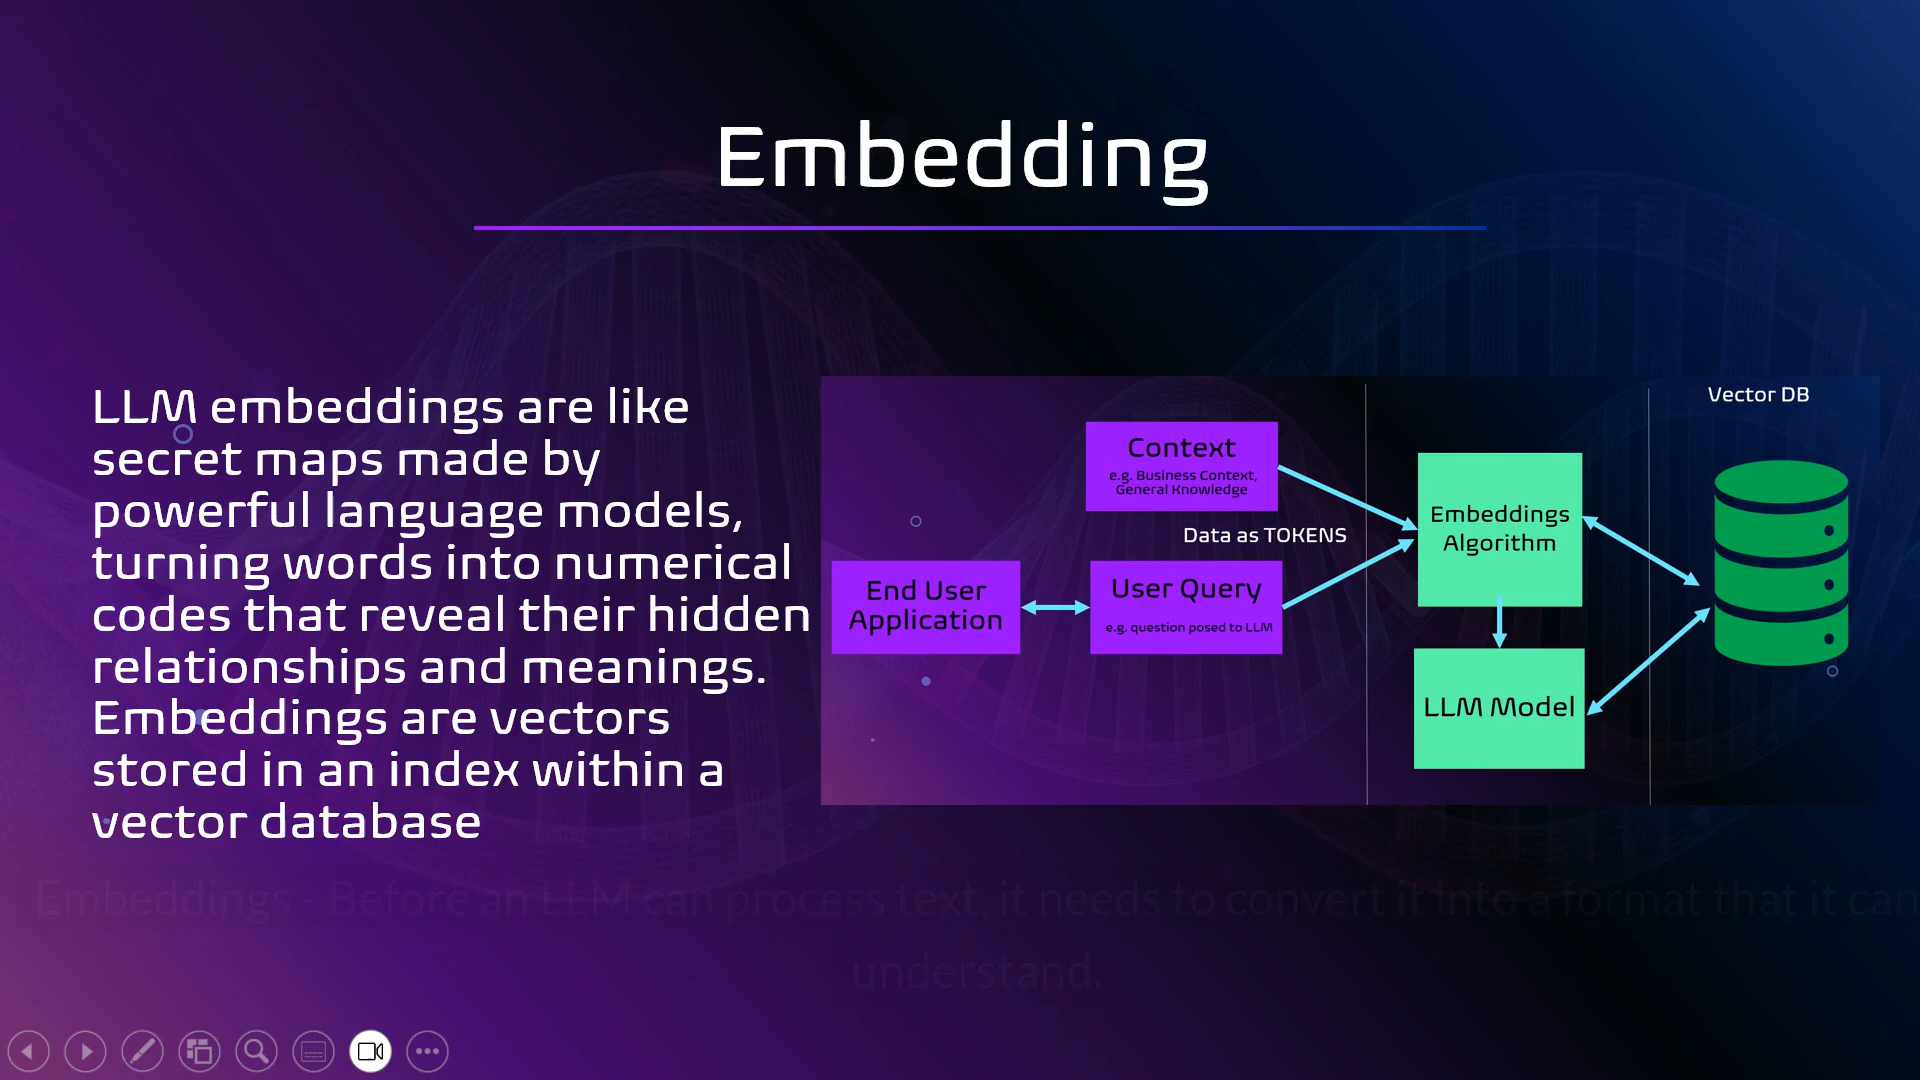 Embedding
LLM embeddings are like
secret maps made by
powerful language models,
turning words into numerical
codes that reveal their hidden
relationships and meanings.
Embeddings are vectors
stored in an index within a
vector database
Vector DB
Context
e.g. Business Context,
General Knowledge
Data as TOKENS
Embeddings
Algorithm
End User
Application
User Query
e.g. question posed to LLM
LLM Model
Embeddings - Before an LLM can process text, it needs to convert it into a format that it can
understand.